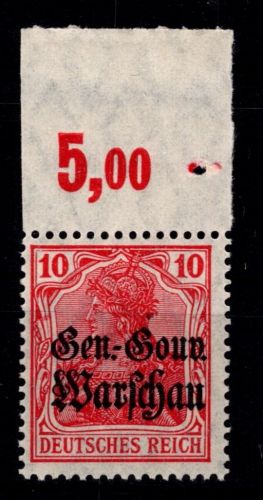 5,00
10 10
Gen.-Gouv.
Warschau
DEUTSCHES REICH